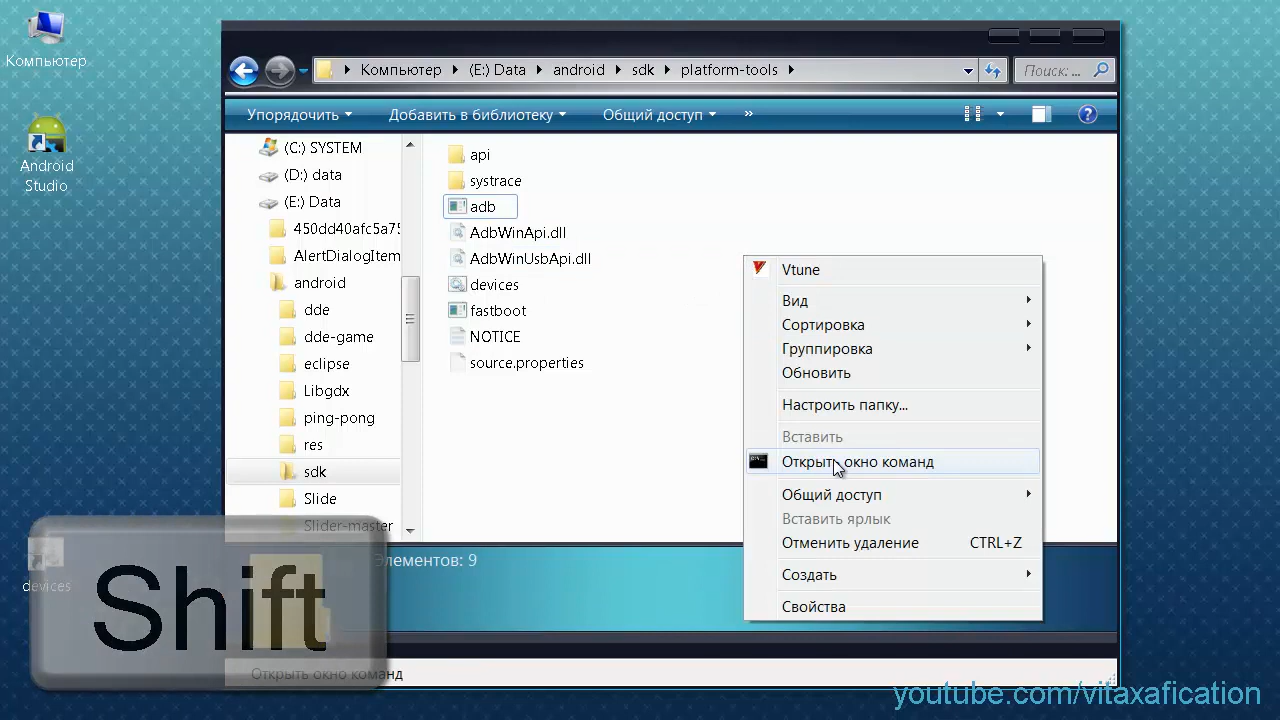 Компьютер
Android
Studio
devices
Компьютер
(E:) Data
android
sdk
platform-tools
Поиск: ...
Упорядочить
Добавить в библиотеку
Общий доступ
»
(C:) SYSTEM
(D:) data
(E:) Data
450dd40afc5a75
AlertDialogItem
android
dde
dde-game
eclipse
Libgdx
ping-pong
res
sdk
Slide
Slider-master
api
systrace
adb
AdbWinApi.dll
AdbWinUsbApi.dll
devices
fastboot
NOTICE
source.properties
Vtune
Вид
Сортировка
Группировка
Обновить
Настроить папку...
Вставить
Открыть окно команд
Общий доступ
Вставить ярлык
Отменить удаление CTRL+Z
Создать
Свойства
Элементов: 9
Shift
Открыть окно команд
youtube.com/vitaxafication